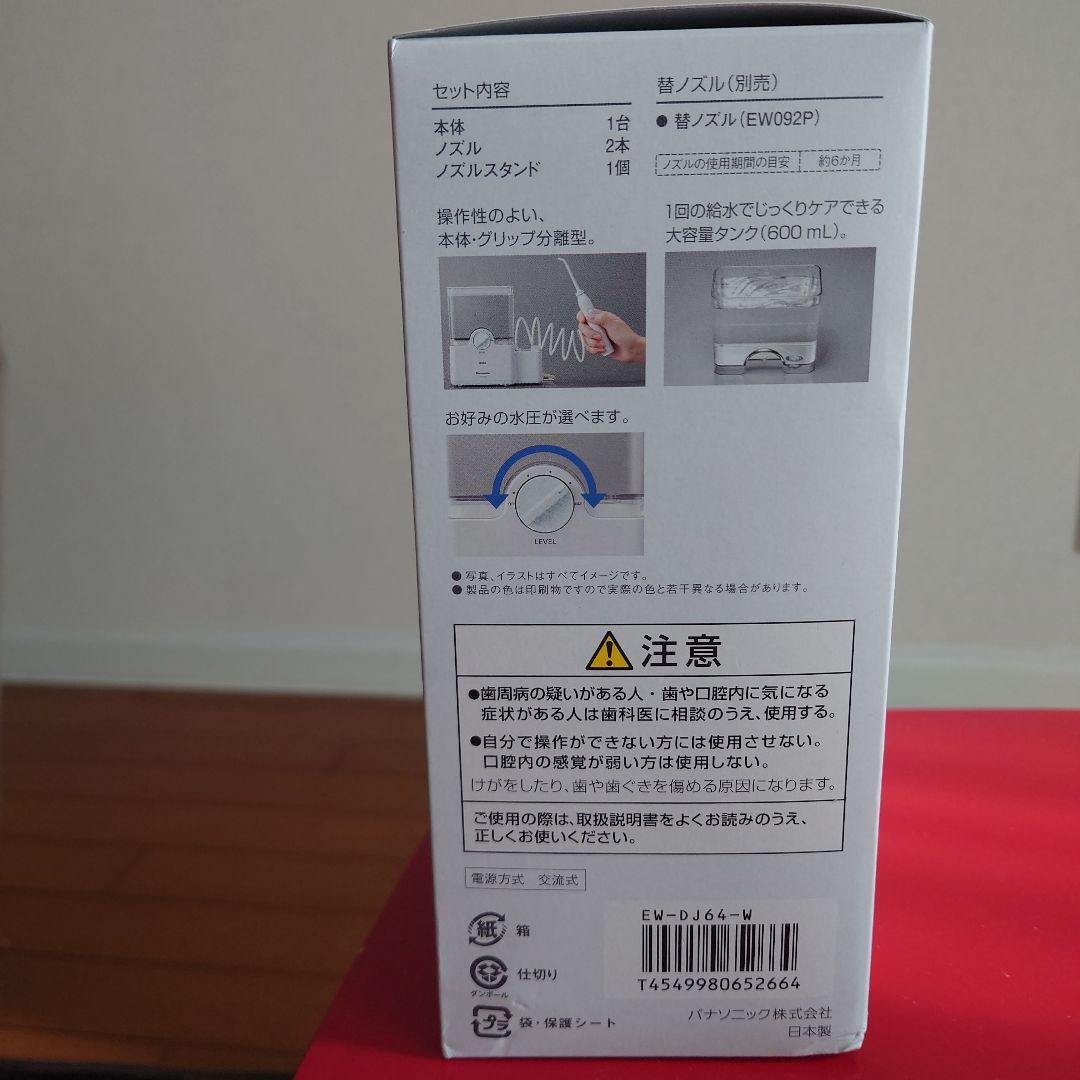 セット内容
本体 1台
ノズル 2本
ノズルスタンド 1個
替ノズル（別売）
● 替ノズル（EW092P）
ノズルの使用期間の目安 約6か月
操作性のよい、
本体・グリップ分離型。
1回の給水でじっくりケアできる
大容量タンク（600 mL）。
お好みの水圧が選べます。
LEVEL
● 写真、イラストはすべてイメージです。
● 製品の色は印刷物ですので実際の色と若干異なる場合があります。
注意
●歯周病の疑いがある人・歯や口腔内に気になる
症状がある人は歯科医に相談のうえ、使用する。
●自分で操作ができない方には使用させない。
口腔内の感覚が弱い方は使用しない。
けがをしたり、歯や歯ぐきを傷める原因になります。
ご使用の際は、取扱説明書をよくお読みのうえ、
正しくお使いください。
電源方式 交流式
紙 箱
ダンボール 仕切り
プラ 袋・保護シート
EW-DJ64-W
T4549980652664
パナソニック株式会社
日本製